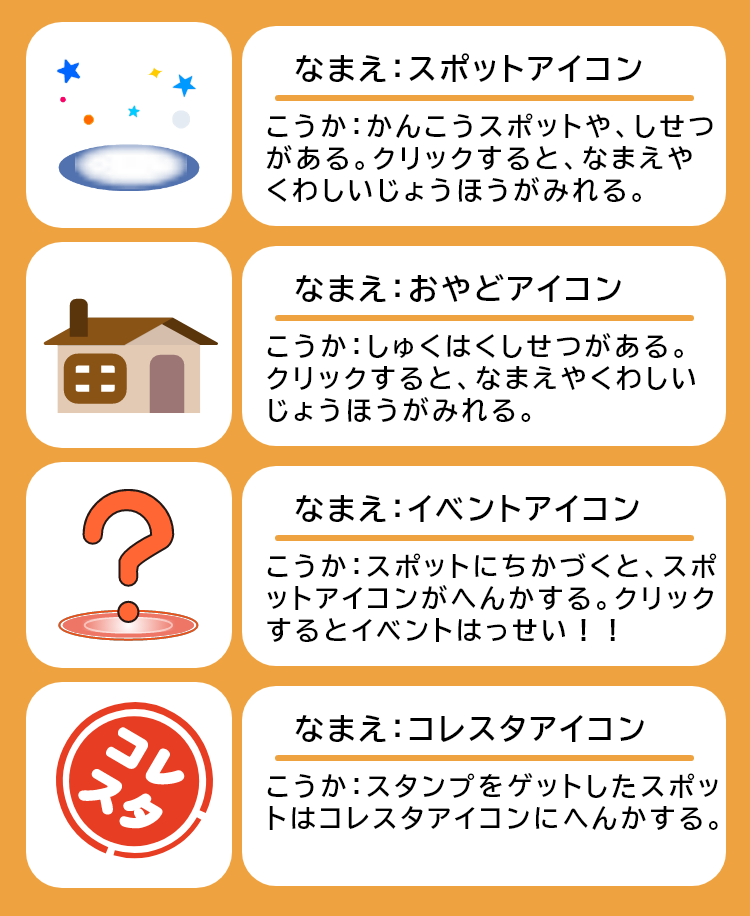 なまえ：スポットアイコン
こうか：かんこうスポットや、しせつ
がある。クリックすると、なまえや
くわしいじょうほうがみれる。
なまえ：おやどアイコン
こうか：しゅくはくしせつがある。
クリックすると、なまえやくわしい
じょうほうがみれる。
なまえ：イベントアイコン
こうか：スポットにちかづくと、スポ
ットアイコンがへんかする。クリック
するとイベントはっせい！！
コレ
スタ
なまえ：コレスタアイコン
こうか：スタンプをゲットしたスポッ
トはコレスタアイコンにへんかする。